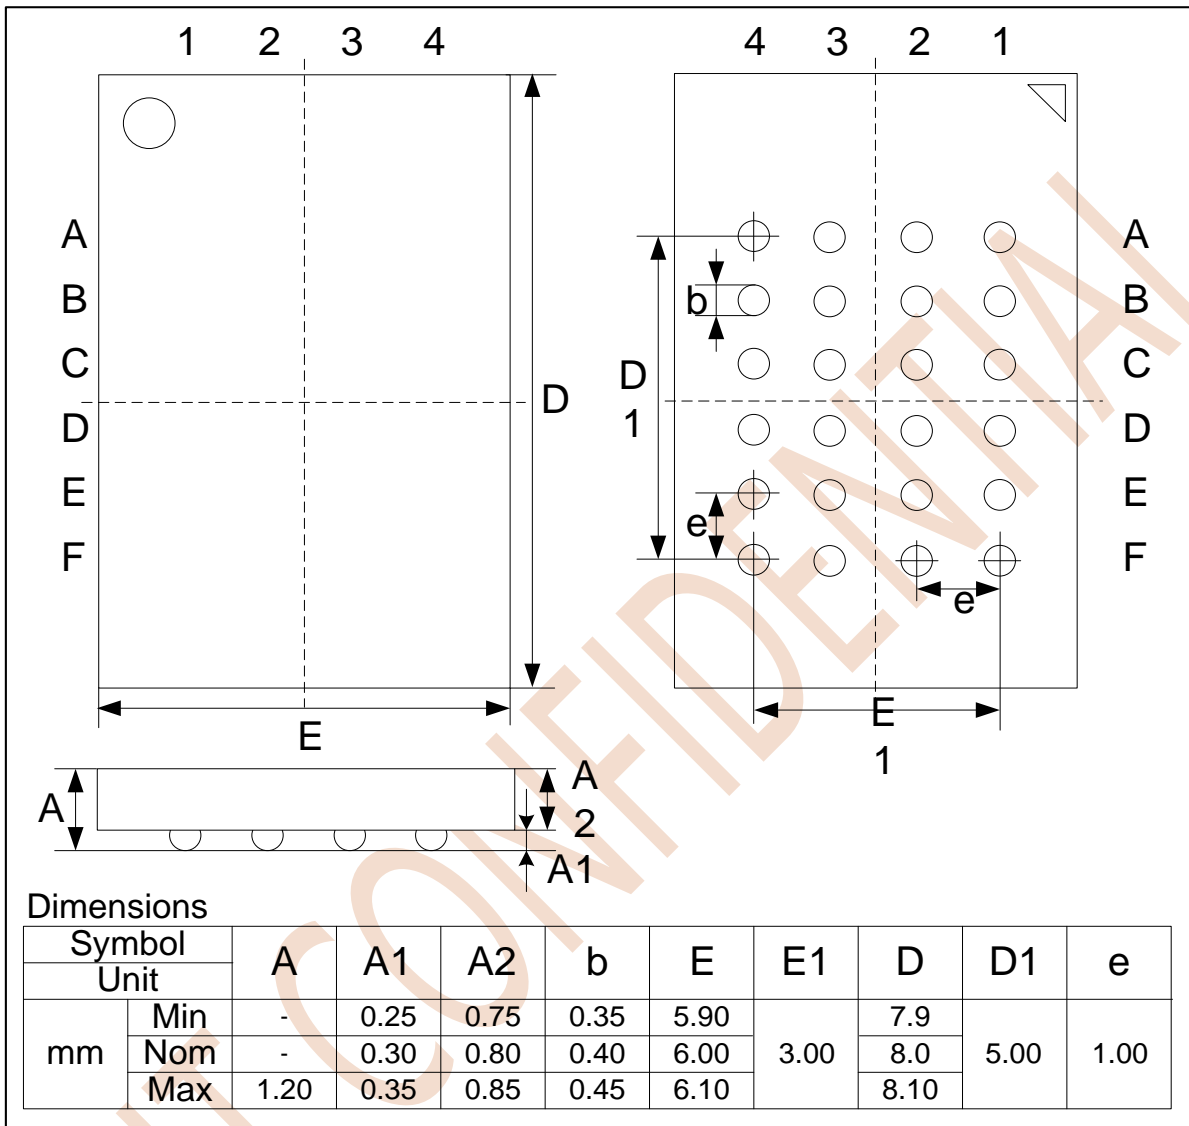 1 2 3 4
4 3 2 1
A
B
C
D
E
F
D
E
A
B
C
D
E
F
b
D
1
e
e
E
1
A
A
2
A1
Dimensions
Symbol A A1 A2 b E E1 D D1 e
Unit
mm
Min - 0.25 0.75 0.35 5.90 7.9
Nom - 0.30 0.80 0.40 6.00 3.00 8.0 5.00 1.00
Max 1.20 0.35 0.85 0.45 6.10 8.10
T CONFIDENTIAL